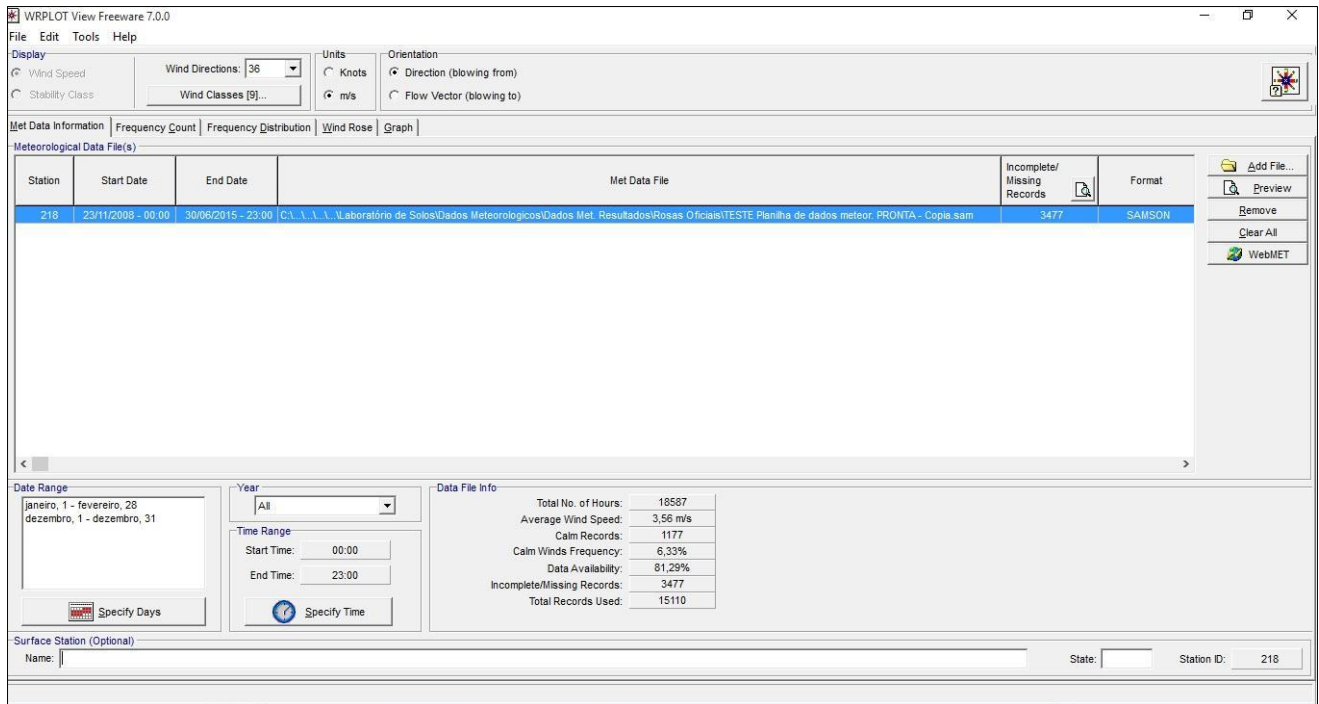 WRPLOT View Freeware 7.0.0
File Edit Tools Help
Display
Wind Speed
Stability Class
Wind Directions: 36
Wind Classes [9]...
Units
Knots
m/s
Orientation
Direction (blowing from)
Flow Vector (blowing to)
Met Data Information Frequency Count Frequency Distribution Wind Rose Graph
Meteorological Data File(s)
Station Start Date End Date Met Data File Incomplete/ Missing Records Format
218 23/11/2008 - 00:00 30/06/2015 - 23:00 C:\...\...\...\...\Laboratório de Solos\Dados Meteorologicos\Dados Met. Resultados\Rosas Oficiais\TESTE Planilha de dados meteor. PRONTA - Copia.sam 3477 SAMSON
Add File...
Preview
Remove
Clear All
WebMET
Date Range
janeiro, 1 - fevereiro, 28
dezembro, 1 - dezembro, 31
Specify Days
Year
All
Time Range
Start Time: 00:00
End Time: 23:00
Specify Time
Data File Info
Total No. of Hours: 18587
Average Wind Speed: 3,56 m/s
Calm Records: 1177
Calm Winds Frequency: 6,33%
Data Availability: 81,29%
Incomplete/Missing Records: 3477
Total Records Used: 15110
Surface Station (Optional)
Name: State: Station ID: 218